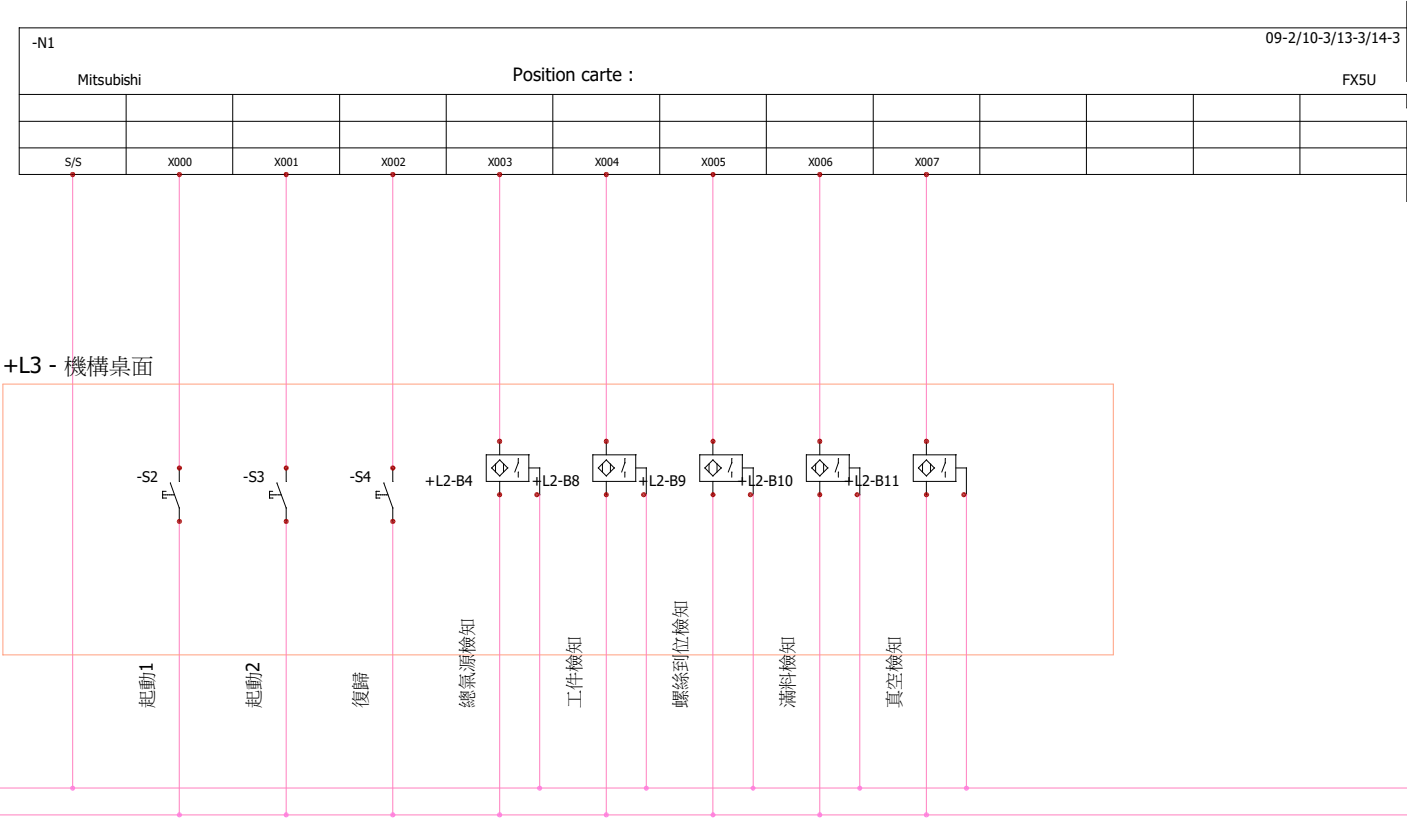 -N1
09-2/10-3/13-3/14-3
Mitsubishi
Position carte :
FX5U
S/S
X000
X001
X002
X003
X004
X005
X006
X007
+L3 - 機構桌面
-S2
-S3
-S4
+L2-B4
+L2-B8
+L2-B9
+L2-B10
+L2-B11
起動1
起動2
復歸
總氣源檢知
工件檢知
螺絲到位檢知
滿料檢知
真空檢知